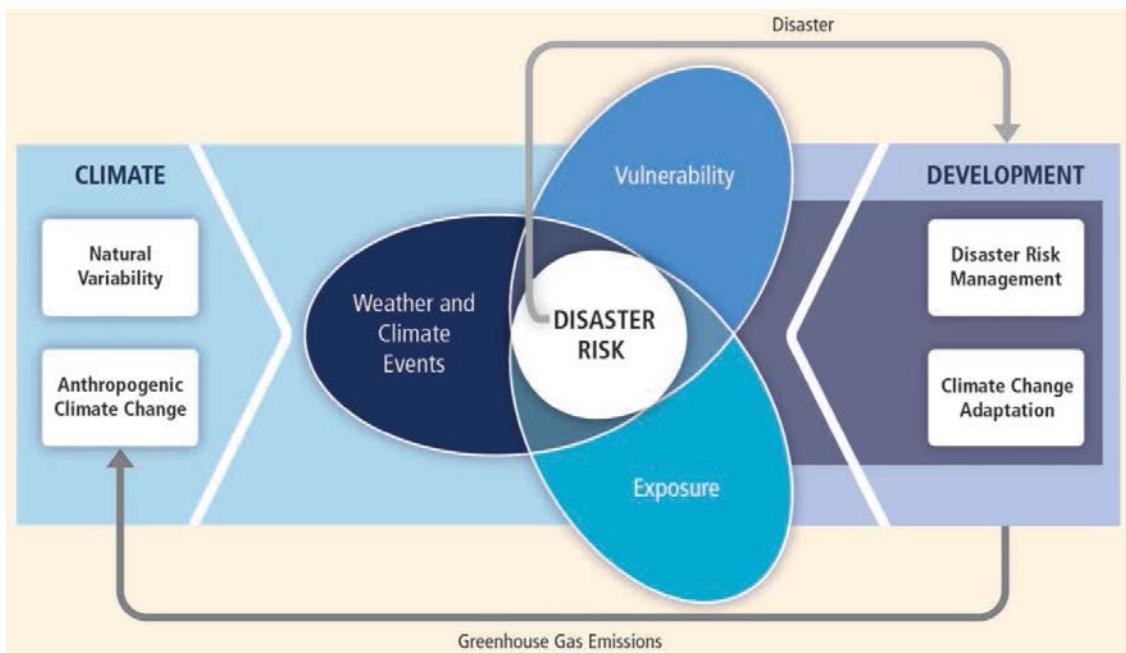 Disaster
CLIMATE
Natural
Variability
Anthropogenic
Climate Change
Weather and
Climate
Events
Vulnerability
DISASTER
RISK
Exposure
DEVELOPMENT
Disaster Risk
Management
Climate Change
Adaptation
Greenhouse Gas Emissions